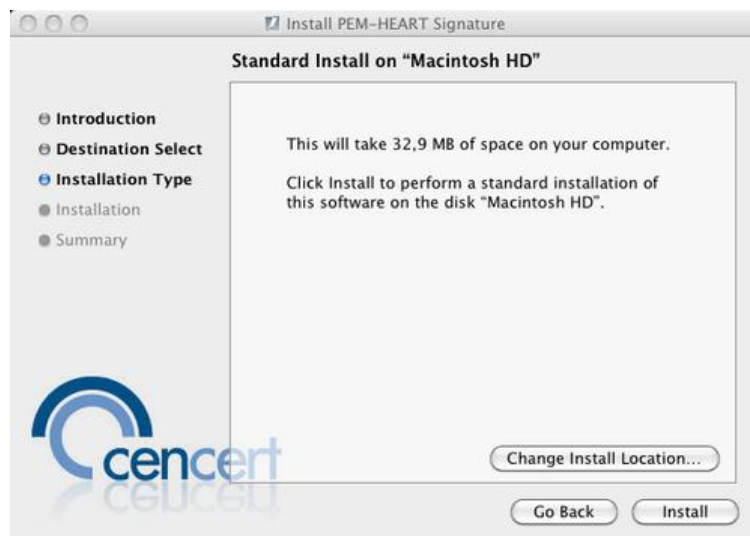 Install PEM-HEART Signature
Standard Install on “Macintosh HD”
Introduction
Destination Select
Installation Type
Installation
Summary
This will take 32,9 MB of space on your computer.
Click Install to perform a standard installation of
this software on the disk “Macintosh HD”.
cencert
Change Install Location...
Go Back
Install